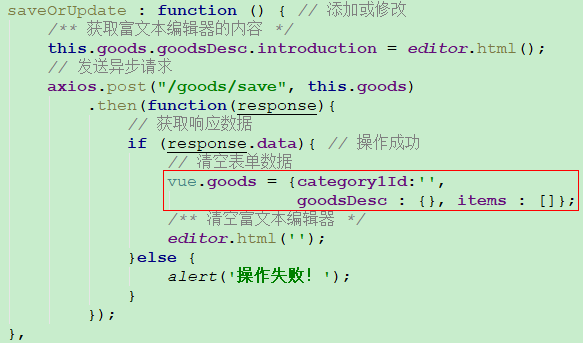 saveOrUpdate : function () { // 添加或修改
/** 获取富文本编辑器的内容 */
this.goods.goodsDesc.introduction = editor.html();
// 发送异步请求
axios.post("/goods/save", this.goods)
.then(function(response){
// 获取响应数据
if (response.data){ // 操作成功
// 清空表单数据
vue.goods = {category1Id:'',
goodsDesc : {}, items : []};
/** 清空富文本编辑器 */
editor.html('');
}else {
alert('操作失败！');
}
});
},